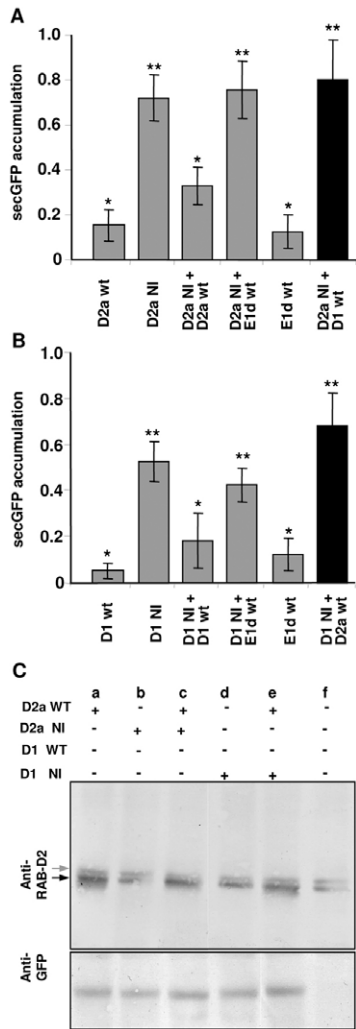 A
secGFP accumulation
1.0
0.8
0.6
0.4
0.2
0
* ** * ** * **
D2a wt
D2a NI
D2a NI + D2a wt
D2a NI + E1d wt
E1d wt
D2a NI + D1 wt
B
secGFP accumulation
1.0
0.8
0.6
0.4
0.2
0
* ** * ** * **
D1 wt
D1 NI
D1 NI + D1 wt
D1 NI + E1d wt
E1d wt
D1 NI + D2a wt
C
a b c d e f
D2a WT + - + - + -
D2a NI - + + - - -
D1 WT - - - - - -
D1 NI - - - + + -
Anti-RAB-D2
Anti-GFP